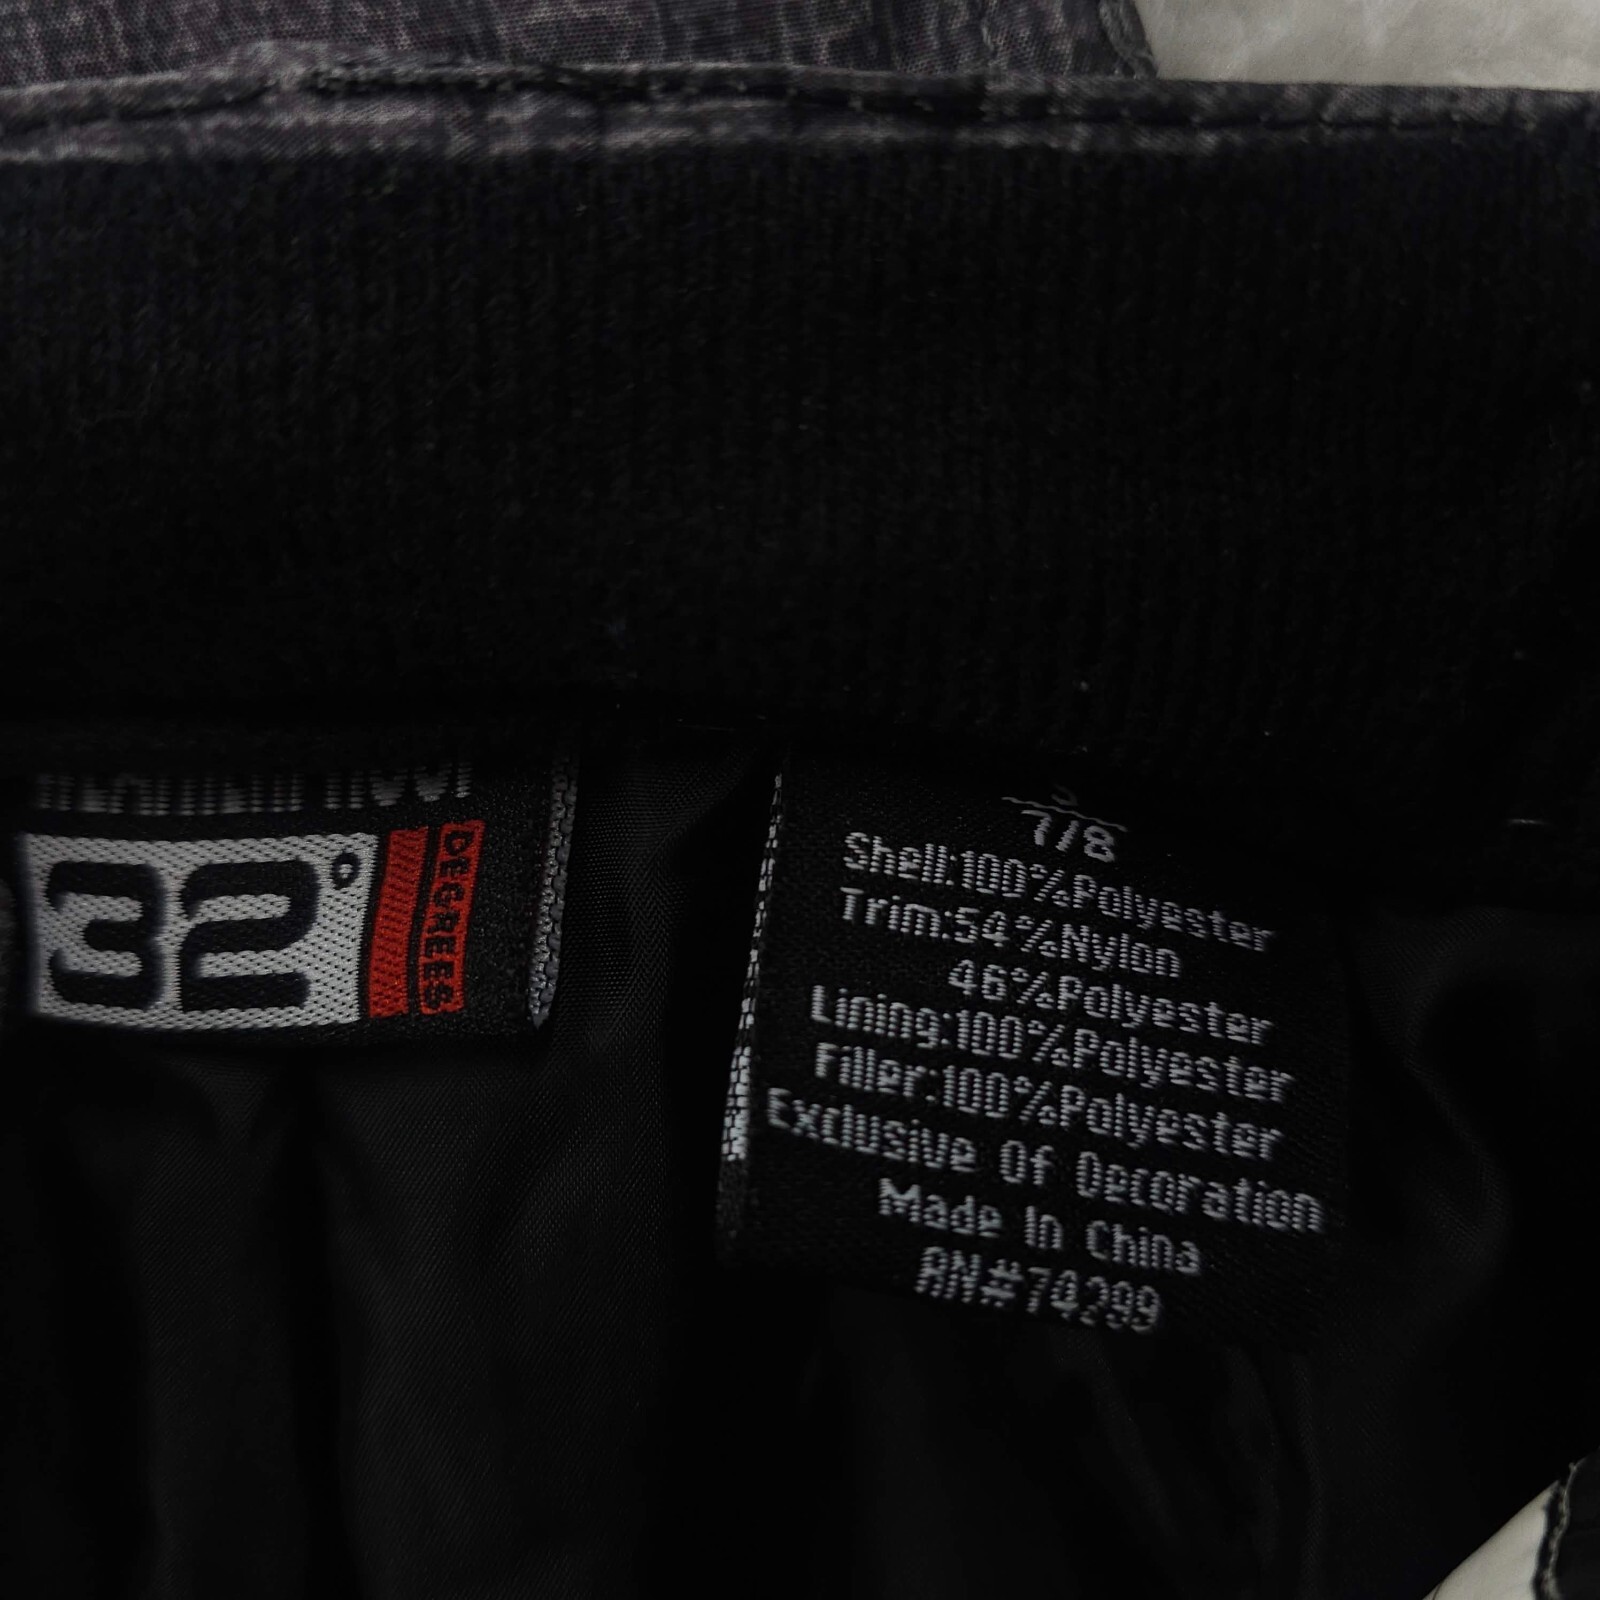 32°
DEGREES
7/8
Shell:100%Polyester
Trim:54%Nylon
46%Polyester
Lining:100%Polyester
Filler:100%Polyester
Exclusive Of Decoration
Made In China
RN#74299